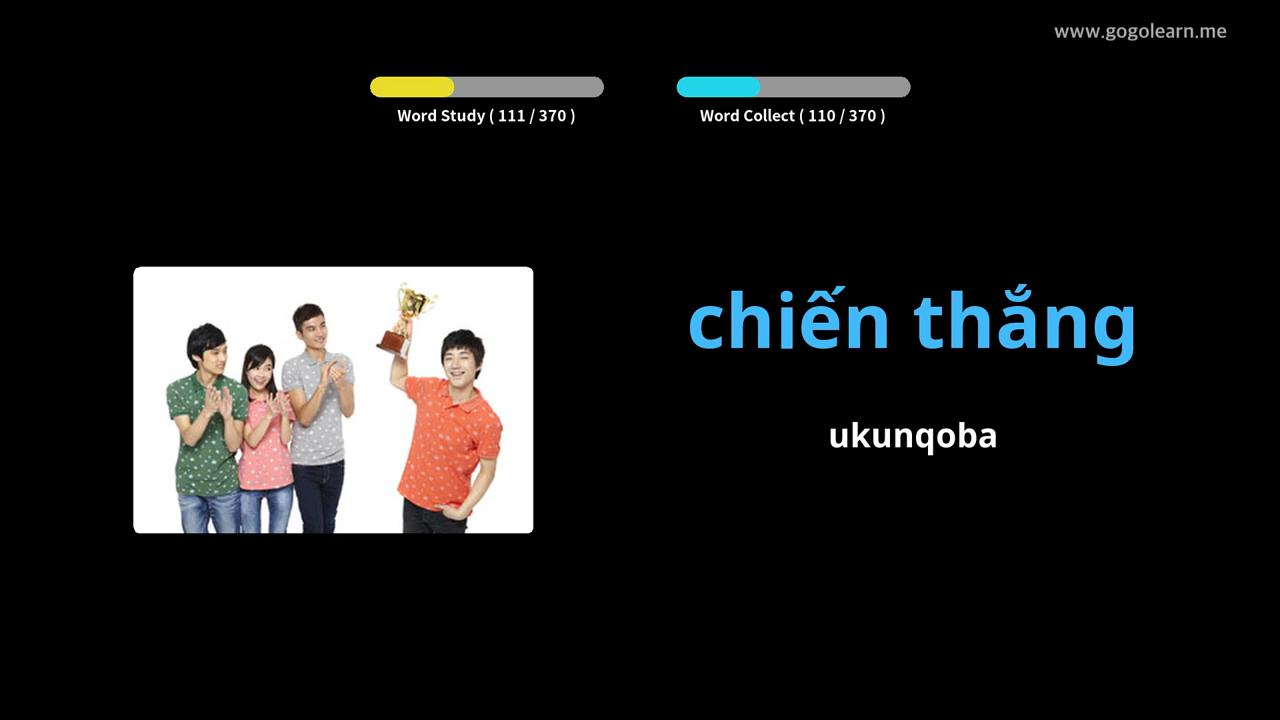 www.gogolearn.me
Word Study ( 111 / 370 )
Word Collect ( 110 / 370 )
chiến thắng
ukunqoba